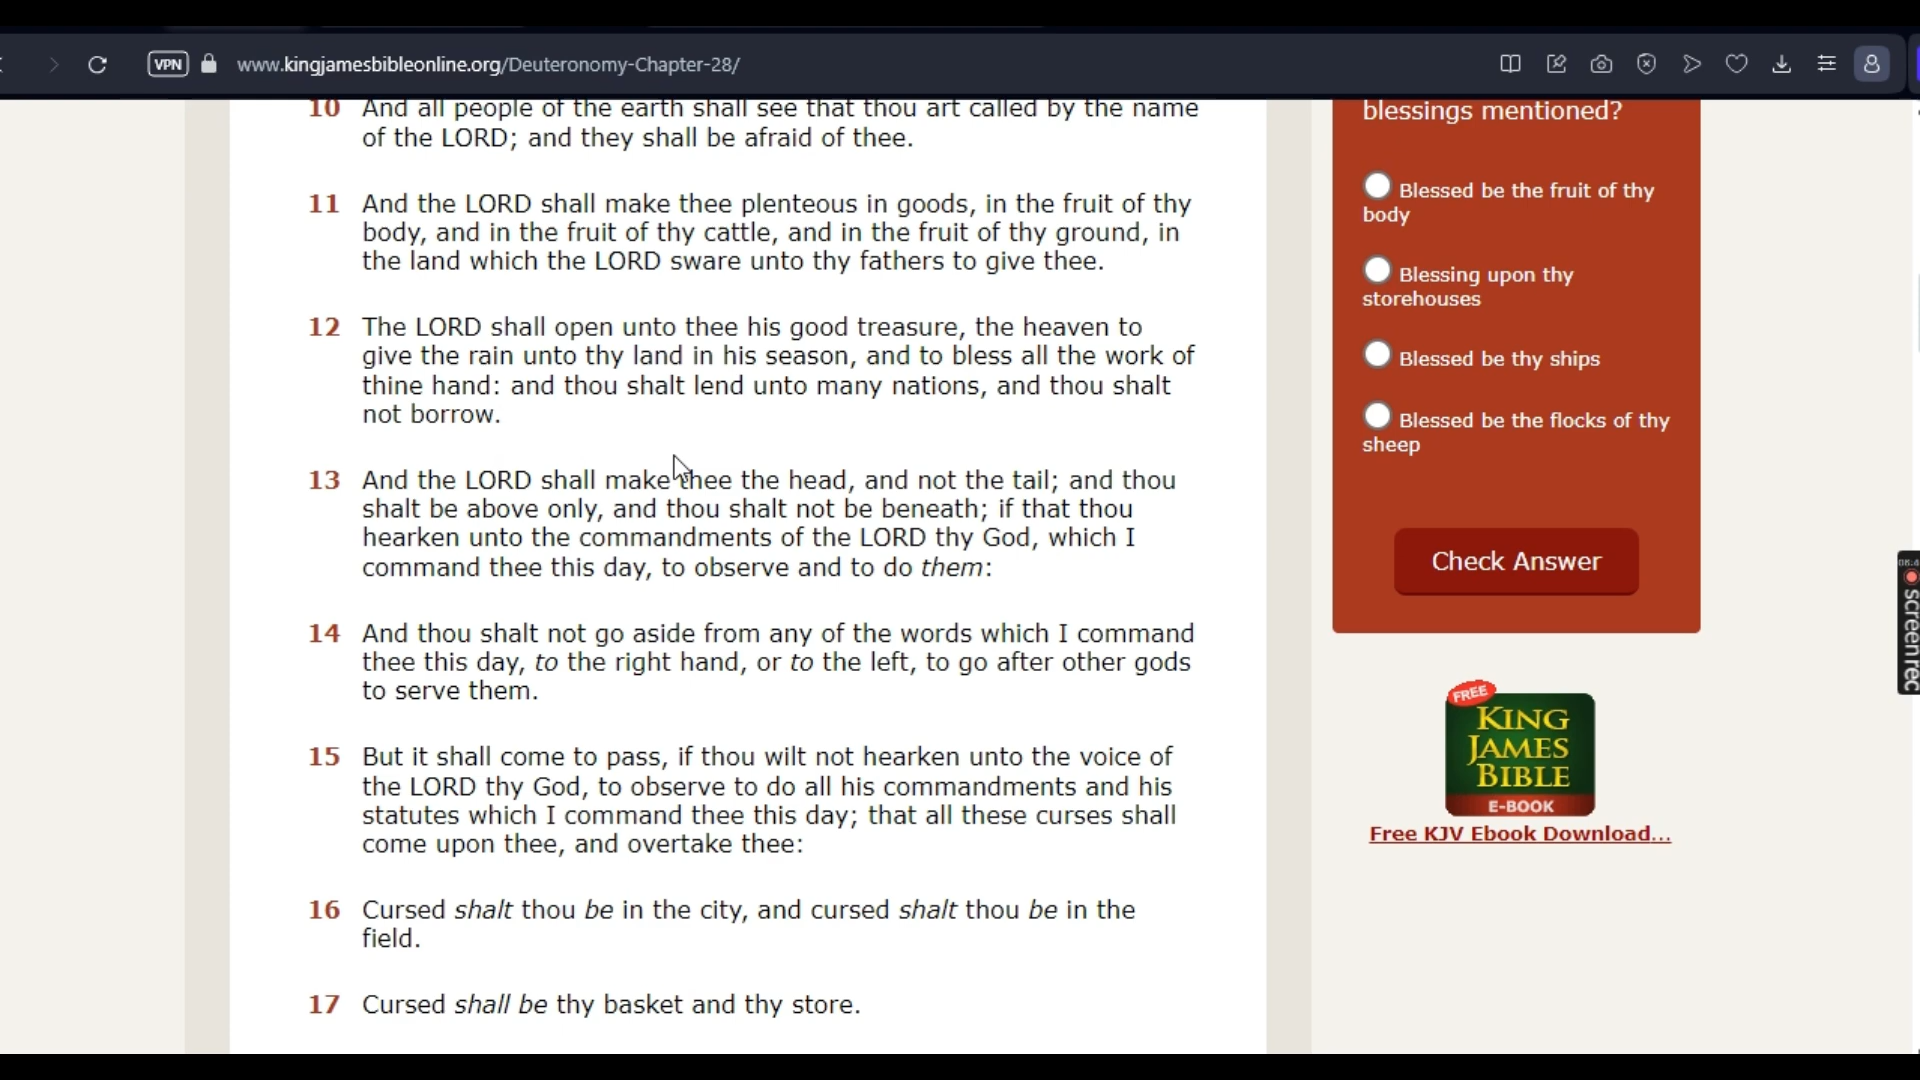 VPN www.kingjamesbibleonline.org/Deuteronomy-Chapter-28/
10 And all people of the earth shall see that thou art called by the name
of the LORD; and they shall be afraid of thee.
11 And the LORD shall make thee plenteous in goods, in the fruit of thy
body, and in the fruit of thy cattle, and in the fruit of thy ground, in
the land which the LORD sware unto thy fathers to give thee.
12 The LORD shall open unto thee his good treasure, the heaven to
give the rain unto thy land in his season, and to bless all the work of
thine hand: and thou shalt lend unto many nations, and thou shalt
not borrow.
13 And the LORD shall make thee the head, and not the tail; and thou
shalt be above only, and thou shalt not be beneath; if that thou
hearken unto the commandments of the LORD thy God, which I
command thee this day, to observe and to do them:
14 And thou shalt not go aside from any of the words which I command
thee this day, to the right hand, or to the left, to go after other gods
to serve them.
15 But it shall come to pass, if thou wilt not hearken unto the voice of
the LORD thy God, to observe to do all his commandments and his
statutes which I command thee this day; that all these curses shall
come upon thee, and overtake thee:
16 Cursed shalt thou be in the city, and cursed shalt thou be in the
field.
17 Cursed shall be thy basket and thy store.
blessings mentioned?
Blessed be the fruit of thy
body
Blessing upon thy
storehouses
Blessed be thy ships
Blessed be the flocks of thy
sheep
Check Answer
FREE
KING
JAMES
BIBLE
E-BOOK
Free KJV Ebook Download...
screenrec